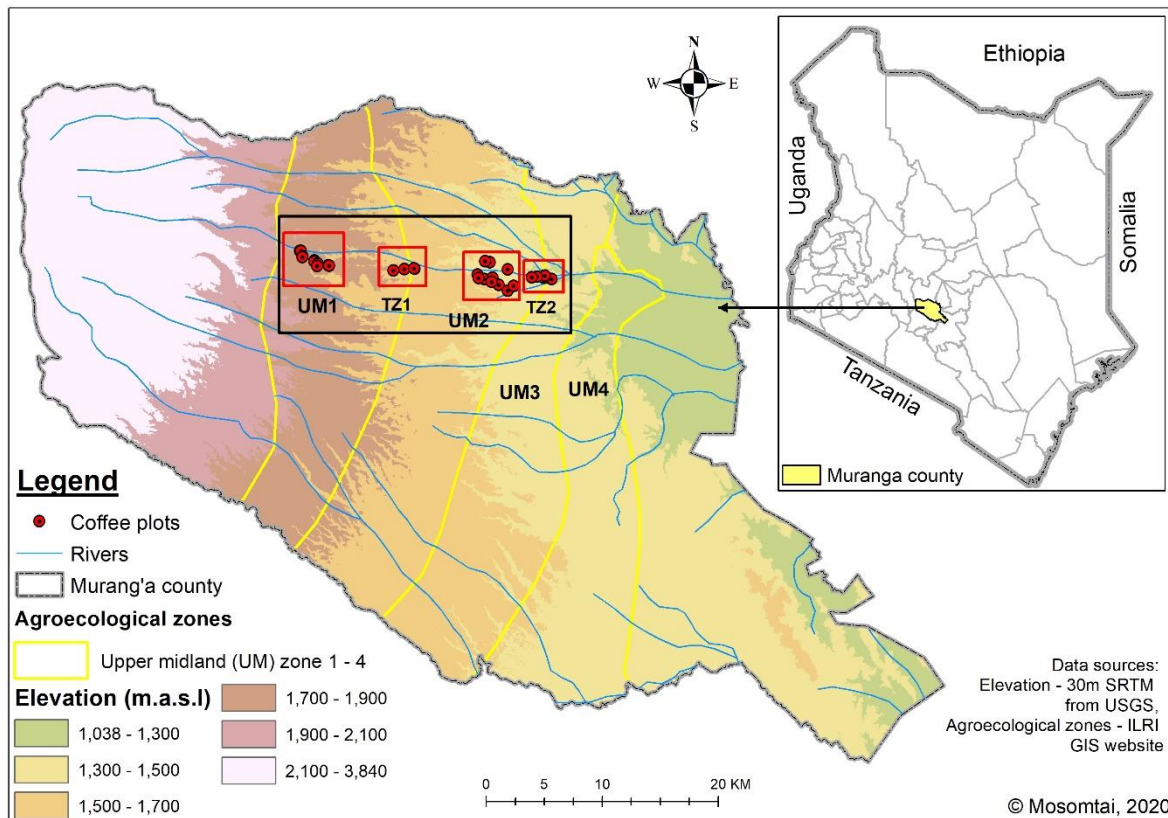 N
W E
S
Ethiopia
Uganda
Somalia
Tanzania
Muranga county
UM1
TZ1
UM2
TZ2
UM3
UM4
Legend
Coffee plots
Rivers
Murang'a county
Agroecological zones
Upper midland (UM) zone 1 - 4
Elevation (m.a.s.l)
1,038 - 1,300
1,300 - 1,500
1,500 - 1,700
1,700 - 1,900
1,900 - 2,100
2,100 - 3,840
0 5 10 20 KM
Data sources:
Elevation - 30m SRTM
from USGS,
Agroecological zones - ILRI
GIS website
© Mosomtai, 2020